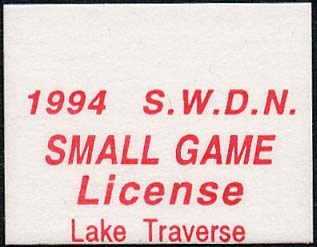 1994 S.W.D.N.
SMALL GAME
License
Lake Traverse